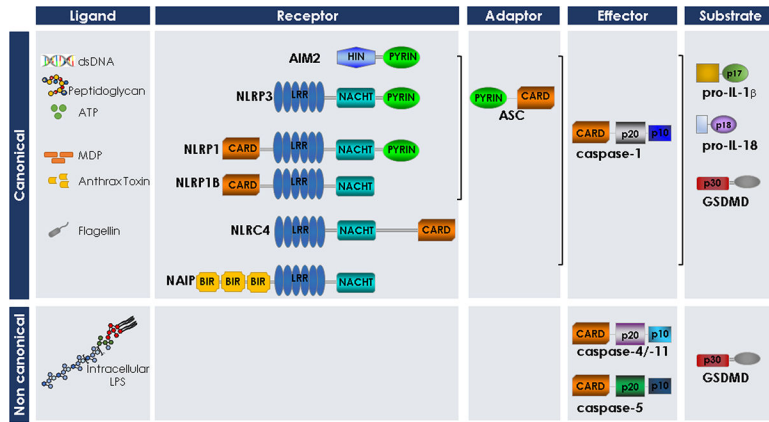 Ligand Receptor Adaptor Effector Substrate
Canonical
dsDNA
Peptidoglycan
ATP
MDP
Anthrax Toxin
Flagellin
AIM2 HIN PYRIN
NLRP3 LRR NACHT PYRIN
NLRP1 CARD LRR NACHT PYRIN
NLRP1B CARD LRR NACHT
NLRC4 LRR NACHT CARD
NAIP BIR BIR BIR LRR NACHT
PYRIN CARD
ASC
CARD p20 p10
caspase-1
p17
pro-IL-1β
p18
pro-IL-18
p30
GSDMD
Non canonical
Intracellular
LPS
CARD p20 p10
caspase-4/-11
CARD p20 p10
caspase-5
p30
GSDMD